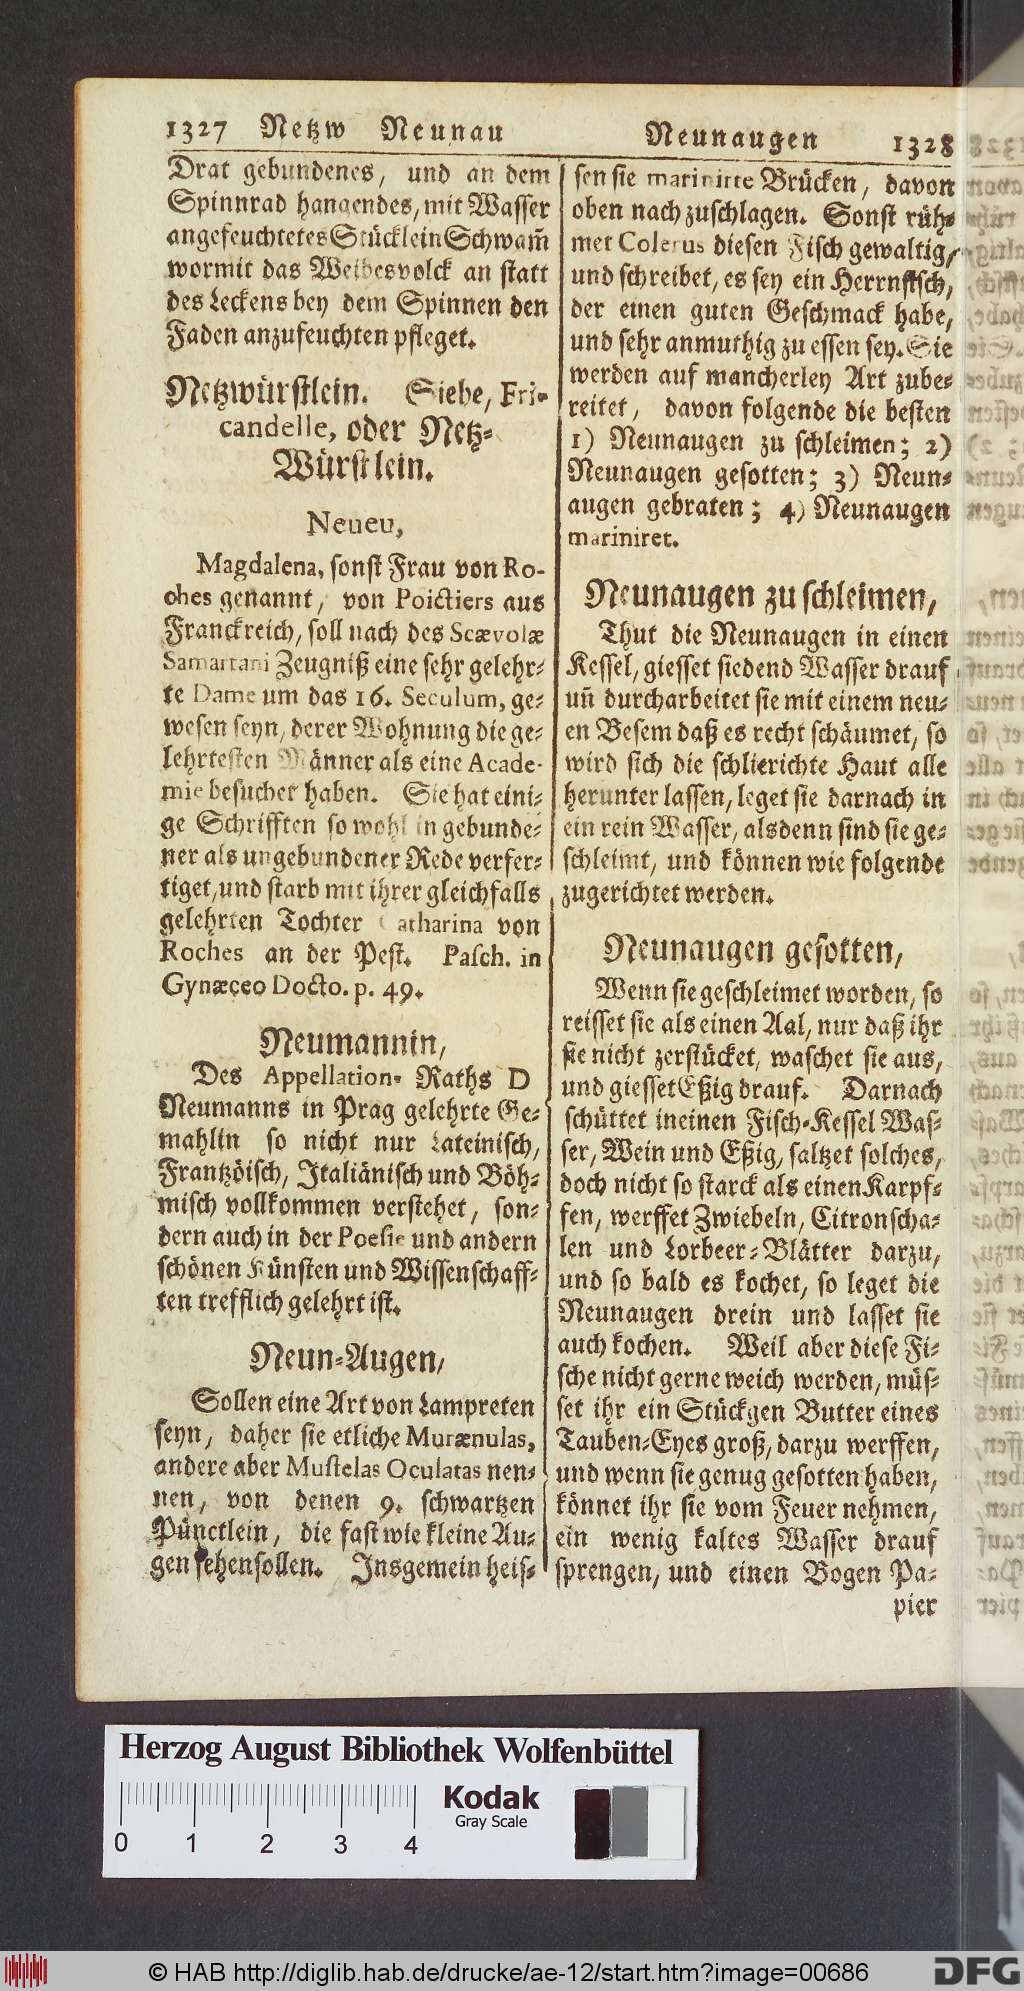 1327 Netzw Neunau
Drat gebundenes, und an dem
Spinnrad hangendes, mit Wasser
angefeuchtetes Stücklein Schwam̃
wormit das Weibesvolck an statt
des Leckens bey dem Spinnen den
Faden anzufeuchten pfleget.
Netzwürstlein. Siehe, Fri-
candelle, oder Netz-
Würstlein.
Neueu,
Magdalena, sonst Frau von Ro-
ches genannt, von Poictiers aus
Franckreich, soll nach des Scævolæ
Samartani Zeugniß eine sehr gelehr-
te Dame um das 16. Seculum, ge-
wesen seyn, derer Wohnung die ge-
lehrtesten Männer als eine Acade-
mie besuchet haben. Sie hat eini-
ge Schrifften so wohl in gebunde-
ner als ungebundener Rede verfer-
tiget, und starb mit ihrer gleichfalls
gelehrten Tochter Catharina von
Roches an der Pest. Pasch. in
Gynæceo Docto. p. 49.
Neumannin,
Des Appellation- Raths D
Neumanns in Prag gelehrte Ge-
mahlin so nicht nur Lateinisch,
Frantzöisch, Italiänisch und Böh-
misch vollkommen verstehet, son-
dern auch in der Poesie und andern
schönen Künsten und Wissenschaff-
ten trefflich gelehrt ist.
Neun-Augen,
Sollen eine Art von Lampreten
seyn, daher sie etliche Murænulas,
andere aber Mustelas Oculatas nen-
nen, von denen 9. schwartzen
Pünctlein, die fast wie kleine Au-
gen sehen sollen. Insgemein heis-
Neunaugen 1328
sen sie marinirte Brücken, davon
oben nachzuschlagen. Sonst rüh-
met Colerus diesen Fisch gewaltig,
und schreibet, es sey ein Herrnfisch,
der einen guten Geschmack habe,
und sehr anmuthig zu essen sey. Sie
werden auf mancherley Art zube-
reitet, davon folgende die besten
1) Neunaugen zu schleimen; 2)
Neunaugen gesotten; 3) Neun-
augen gebraten; 4) Neunaugen
mariniret.
Neunaugen zu schleimen,
Thut die Neunaugen in einen
Kessel, giesset siedend Wasser drauf
uñ durcharbeitet sie mit einem neu-
en Besem daß es recht schäumet, so
wird sich die schlierichte Haut alle
herunter lassen, leget sie darnach in
ein rein Wasser, alsdenn sind sie ge-
schleimt, und können wie folgende
zugerichtet werden.
Neunaugen gesotten,
Wenn sie geschleimet worden, so
reisset sie als einen Aal, nur daß ihr
sie nicht zerstücket, waschet sie aus,
und giesset Eßig drauf. Darnach
schüttet in einen Fisch-Kessel Was-
ser, Wein und Eßig, saltzet solches,
doch nicht so starck als einen Karpf-
fen, werffet Zwiebeln, Citronscha-
len und Lorbeer-Blätter darzu,
und so bald es kochet, so leget die
Neunaugen drein und lasset sie
auch kochen. Weil aber diese Fi-
sche nicht gerne weich werden, müs-
set ihr ein Stückgen Butter eines
Tauben-Eyes groß, darzu werffen,
und wenn sie genug gesotten haben,
könnet ihr sie vom Feuer nehmen,
ein wenig kaltes Wasser drauf
sprengen, und einen Bogen Pa-
pier
Herzog August Bibliothek Wolfenbüttel
Kodak
Gray Scale
0 1 2 3 4
© HAB http://diglib.hab.de/drucke/ae-12/start.htm?image=00686
DFG